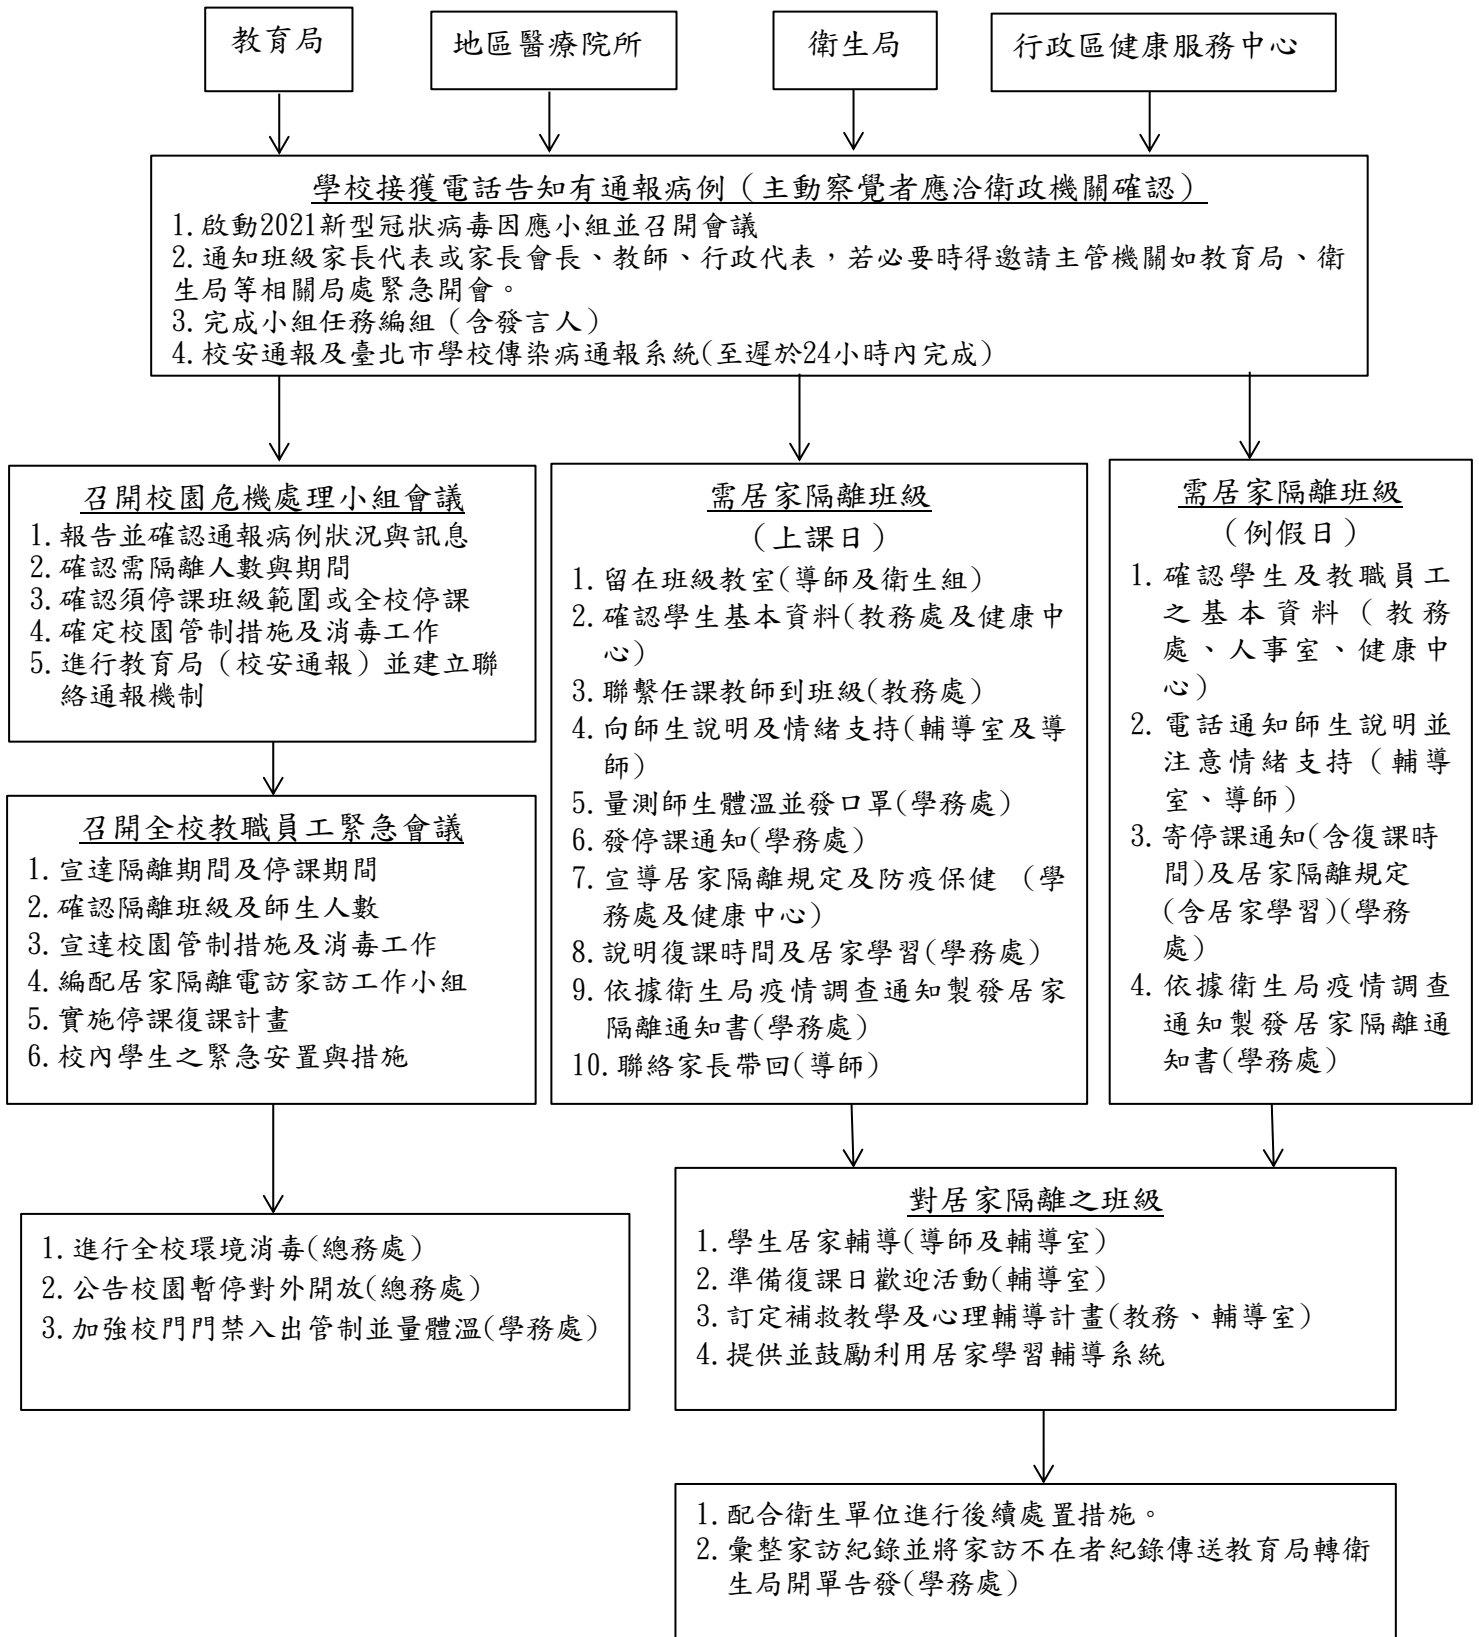 教育局
地區醫療院所
衛生局
行政區健康服務中心
學校接獲電話告知有通報病例（主動察覺者應洽衛政機關確認）
1.啟動2021新型冠狀病毒因應小組並召開會議
2.通知班級家長代表或家長會長、教師、行政代表，若必要時得邀請主管機關如教育局、衛
生局等相關局處緊急開會。
3.完成小組任務編組（含發言人）
4.校安通報及臺北市學校傳染病通報系統(至遲於24小時內完成)
召開校園危機處理小組會議
1.報告並確認通報病例狀況與訊息
2.確認需隔離人數與期間
3.確認須停課班級範圍或全校停課
4.確定校園管制措施及消毒工作
5.進行教育局（校安通報）並建立聯
絡通報機制
召開全校教職員工緊急會議
1.宣達隔離期間及停課期間
2.確認隔離班級及師生人數
3.宣達校園管制措施及消毒工作
4.編配居家隔離電訪家訪工作小組
5.實施停課復課計畫
6.校內學生之緊急安置與措施
1.進行全校環境消毒(總務處)
2.公告校園暫停對外開放(總務處)
3.加強校門門禁入出管制並量體溫(學務處)
需居家隔離班級
（上課日）
1.留在班級教室(導師及衛生組)
2.確認學生基本資料(教務處及健康中
心)
3.聯繫任課教師到班級(教務處)
4.向師生說明及情緒支持(輔導室及導
師)
5.量測師生體溫並發口罩(學務處)
6.發停課通知(學務處)
7.宣導居家隔離規定及防疫保健 (學
務處及健康中心)
8.說明復課時間及居家學習(學務處)
9.依據衛生局疫情調查通知製發居家
隔離通知書(學務處)
10.聯絡家長帶回(導師)
需居家隔離班級
（例假日）
1.確認學生及教職員工
之基本資料（教務
處、人事室、健康中
心）
2.電話通知師生說明並
注意情緒支持（輔導
室、導師）
3.寄停課通知(含復課時
間)及居家隔離規定
(含居家學習)(學務
處)
4.依據衛生局疫情調查
通知製發居家隔離通
知書(學務處)
對居家隔離之班級
1.學生居家輔導(導師及輔導室)
2.準備復課日歡迎活動(輔導室)
3.訂定補救教學及心理輔導計畫(教務、輔導室)
4.提供並鼓勵利用居家學習輔導系統
1.配合衛生單位進行後續處置措施。
2.彙整家訪紀錄並將家訪不在者紀錄傳送教育局轉衛
生局開單告發(學務處)